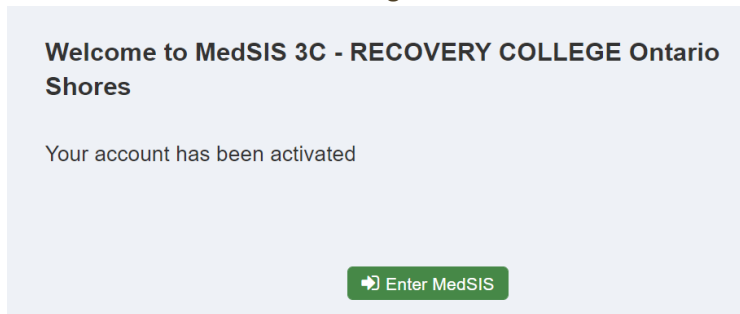 Welcome to MedSIS 3C - RECOVERY COLLEGE Ontario
Shores
Your account has been activated
Enter MedSIS